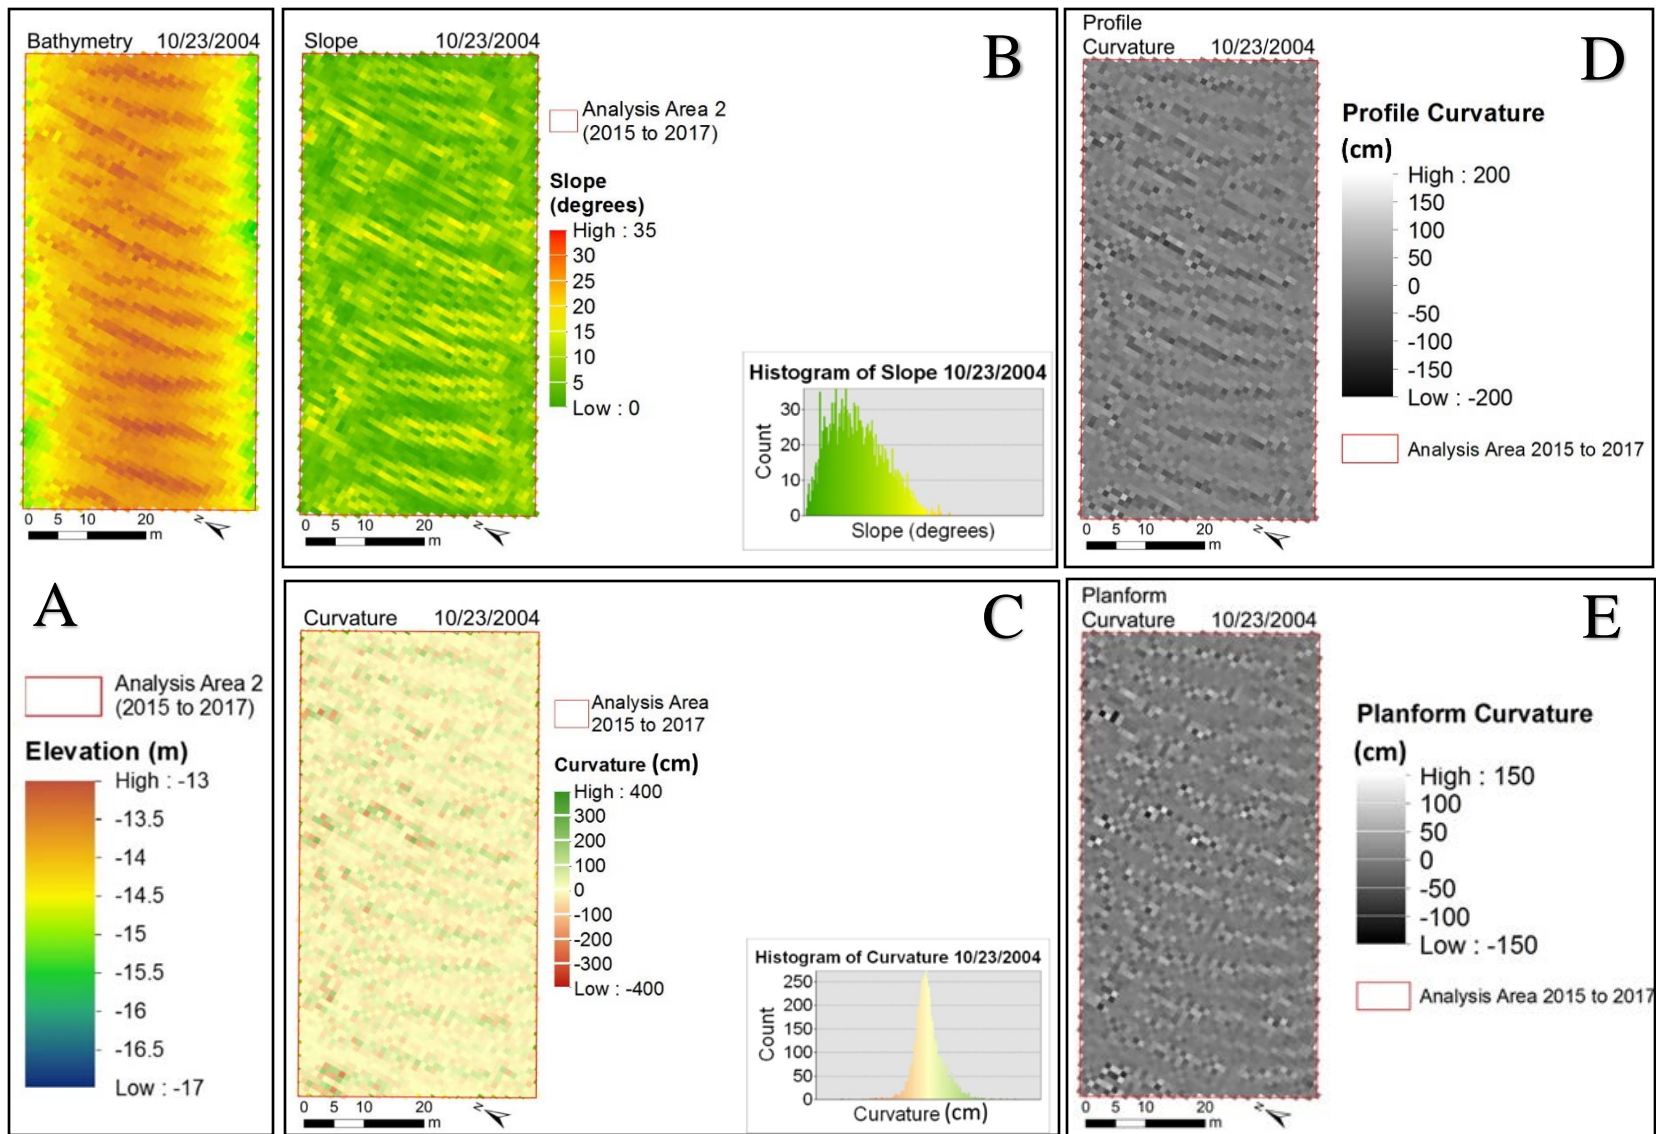 Bathymetry 10/23/2004
0 5 10 20 m N
A
Analysis Area 2
(2015 to 2017)
Elevation (m)
High : -13
-13.5
-14
-14.5
-15
-15.5
-16
-16.5
Low : -17
Slope 10/23/2004
B
Analysis Area 2
(2015 to 2017)
Slope
(degrees)
High : 35
30
25
20
15
10
5
Low : 0
0 5 10 20 m N
Histogram of Slope 10/23/2004
Count
30
20
10
0
Slope (degrees)
Curvature 10/23/2004
C
Analysis Area
2015 to 2017
Curvature (cm)
High : 400
300
200
100
0
-100
-200
-300
Low : -400
0 5 10 20 m N
Histogram of Curvature 10/23/2004
Count
250
200
150
100
50
0
Curvature (cm)
Profile
Curvature 10/23/2004
D
Profile Curvature
(cm)
High : 200
150
100
50
0
-50
-100
-150
Low : -200
Analysis Area 2015 to 2017
0 5 10 20 m N
Planform
Curvature 10/23/2004
E
Planform Curvature
(cm)
High : 150
100
50
0
-50
-100
Low : -150
Analysis Area 2015 to 2017
0 5 10 20 m N